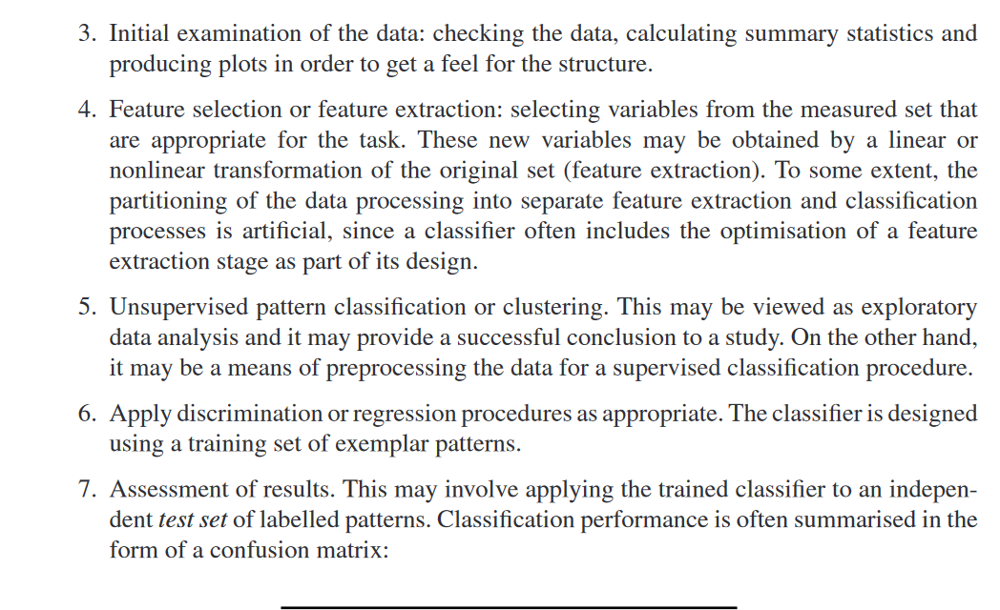 3. Initial examination of the data: checking the data, calculating summary statistics and
producing plots in order to get a feel for the structure.
4. Feature selection or feature extraction: selecting variables from the measured set that
are appropriate for the task. These new variables may be obtained by a linear or
nonlinear transformation of the original set (feature extraction). To some extent, the
partitioning of the data processing into separate feature extraction and classification
processes is artificial, since a classifier often includes the optimisation of a feature
extraction stage as part of its design.
5. Unsupervised pattern classification or clustering. This may be viewed as exploratory
data analysis and it may provide a successful conclusion to a study. On the other hand,
it may be a means of preprocessing the data for a supervised classification procedure.
6. Apply discrimination or regression procedures as appropriate. The classifier is designed
using a training set of exemplar patterns.
7. Assessment of results. This may involve applying the trained classifier to an indepen-
dent test set of labelled patterns. Classification performance is often summarised in the
form of a confusion matrix: